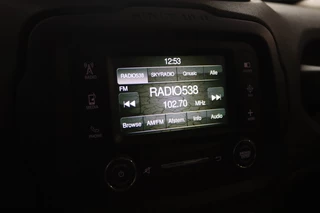 12:53
RADIO538 SKYRADIO Qmusic Alle
FM
RADIO538
102.70 MHz
Browse AM/FM Afstem. Info Audio